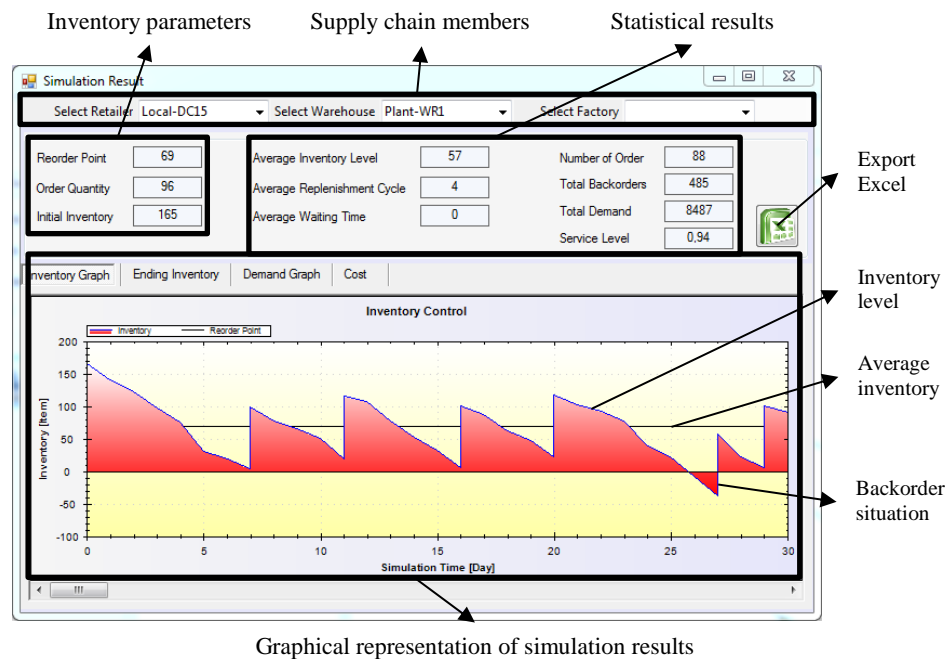 Inventory parameters
Supply chain members
Statistical results
Simulation Result
Select Retailer Local-DC15 Select Warehouse Plant-WR1 Select Factory
Reorder Point 69
Order Quantity 96
Initial Inventory 165
Average Inventory Level 57
Average Replenishment Cycle 4
Average Waiting Time 0
Number of Order 88
Total Backorders 485
Total Demand 8487
Service Level 0,94
Export
Excel
Inventory Graph Ending Inventory Demand Graph Cost
Inventory Control
Inventory Reorder Point
Inventory [Item]
200
150
100
50
0
-50
-100
0 5 10 15 20 25 30
Simulation Time [Day]
Inventory
level
Average
inventory
Backorder
situation
Graphical representation of simulation results